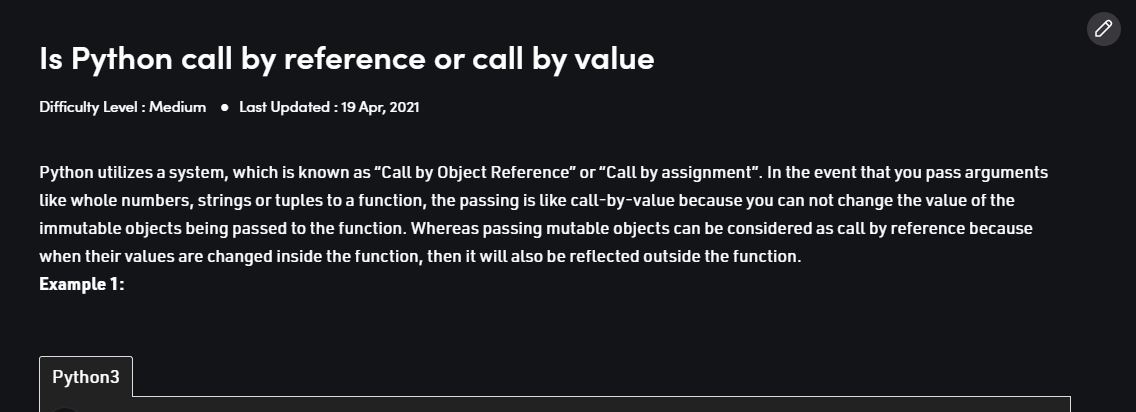 Is Python call by reference or call by value
Difficulty Level : Medium ● Last Updated : 19 Apr, 2021
Python utilizes a system, which is known as “Call by Object Reference” or “Call by assignment”. In the event that you pass arguments
like whole numbers, strings or tuples to a function, the passing is like call-by-value because you can not change the value of the
immutable objects being passed to the function. Whereas passing mutable objects can be considered as call by reference because
when their values are changed inside the function, then it will also be reflected outside the function.
Example 1:
Python3